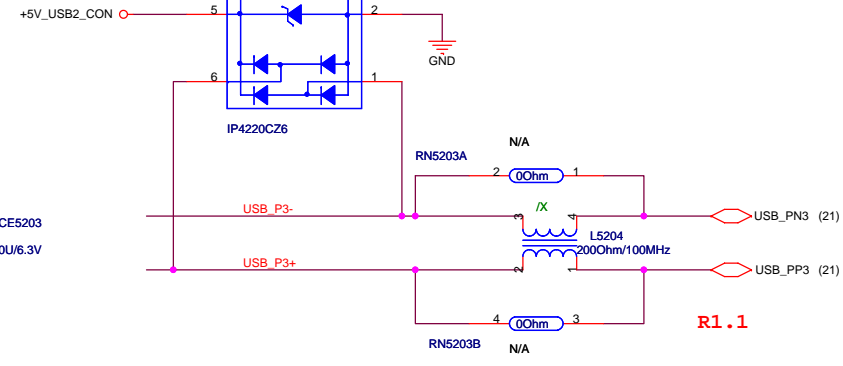 +5V_USB2_CON
5
2
GND
6
1
IP4220CZ6
N/A
RN5203A
2
0Ohm
1
/X
CE5203
USB_P3-
3
4
USB_PN3 (21)
L5204
0U/6.3V
200Ohm/100MHz
USB_P3+
2
1
USB_PP3 (21)
4
0Ohm
3
R1.1
RN5203B
N/A